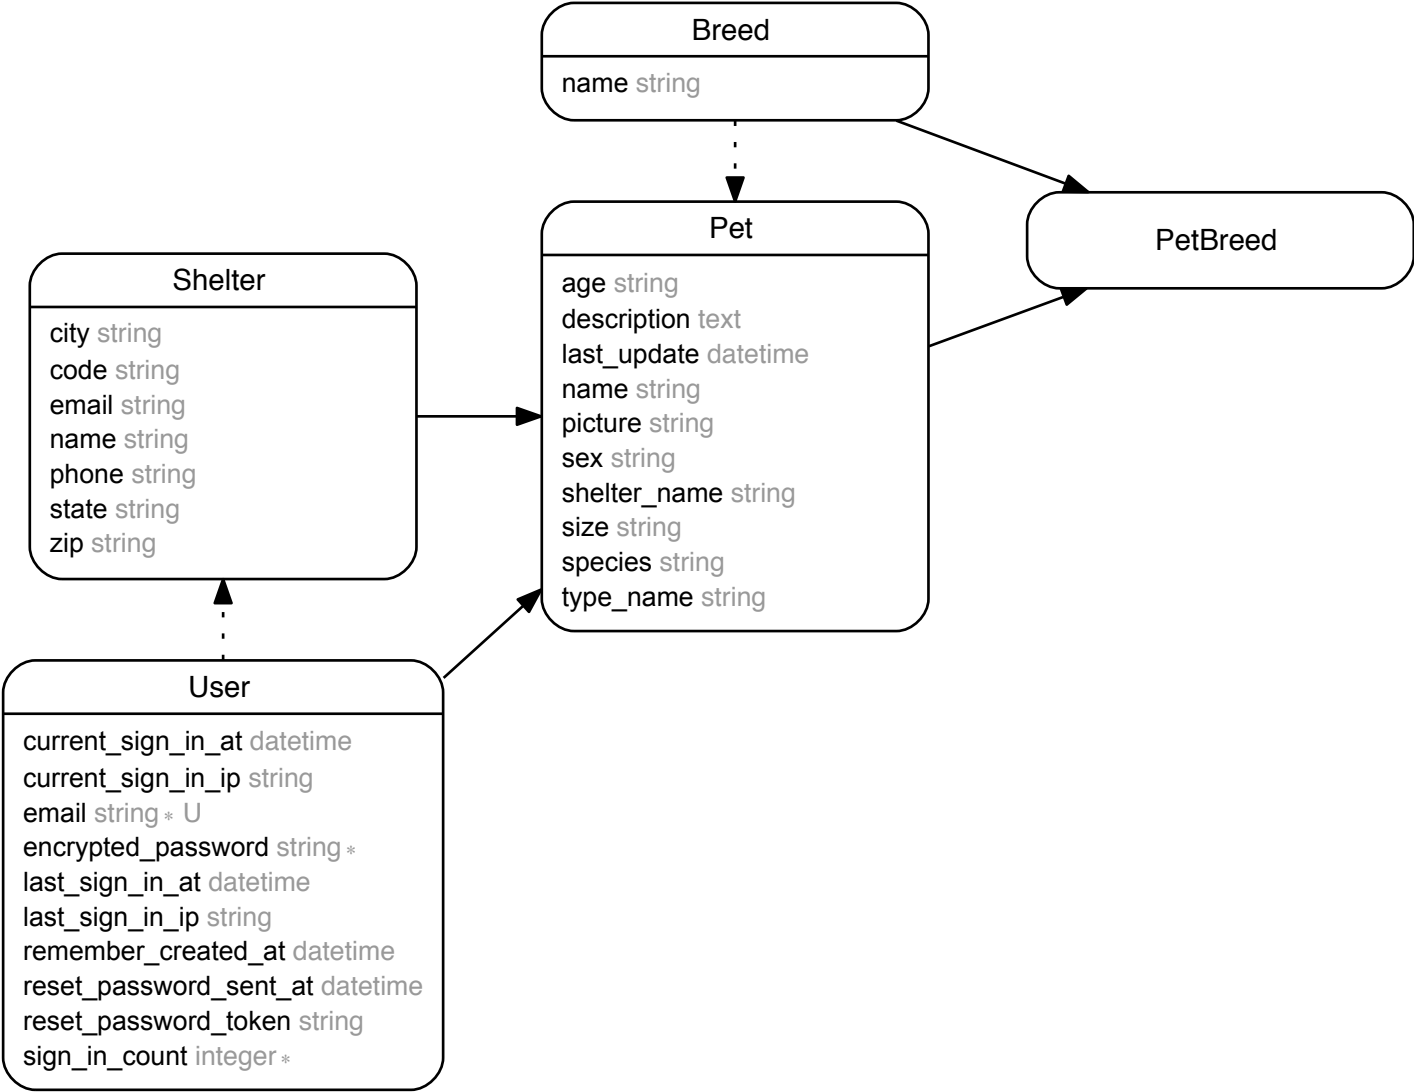 Breed
name string
Pet
age string
description text
last_update datetime
name string
picture string
sex string
shelter_name string
size string
species string
type_name string
PetBreed
Shelter
city string
code string
email string
name string
phone string
state string
zip string
User
current_sign_in_at datetime
current_sign_in_ip string
email string* U
encrypted_password string*
last_sign_in_at datetime
last_sign_in_ip string
remember_created_at datetime
reset_password_sent_at datetime
reset_password_token string
sign_in_count integer*